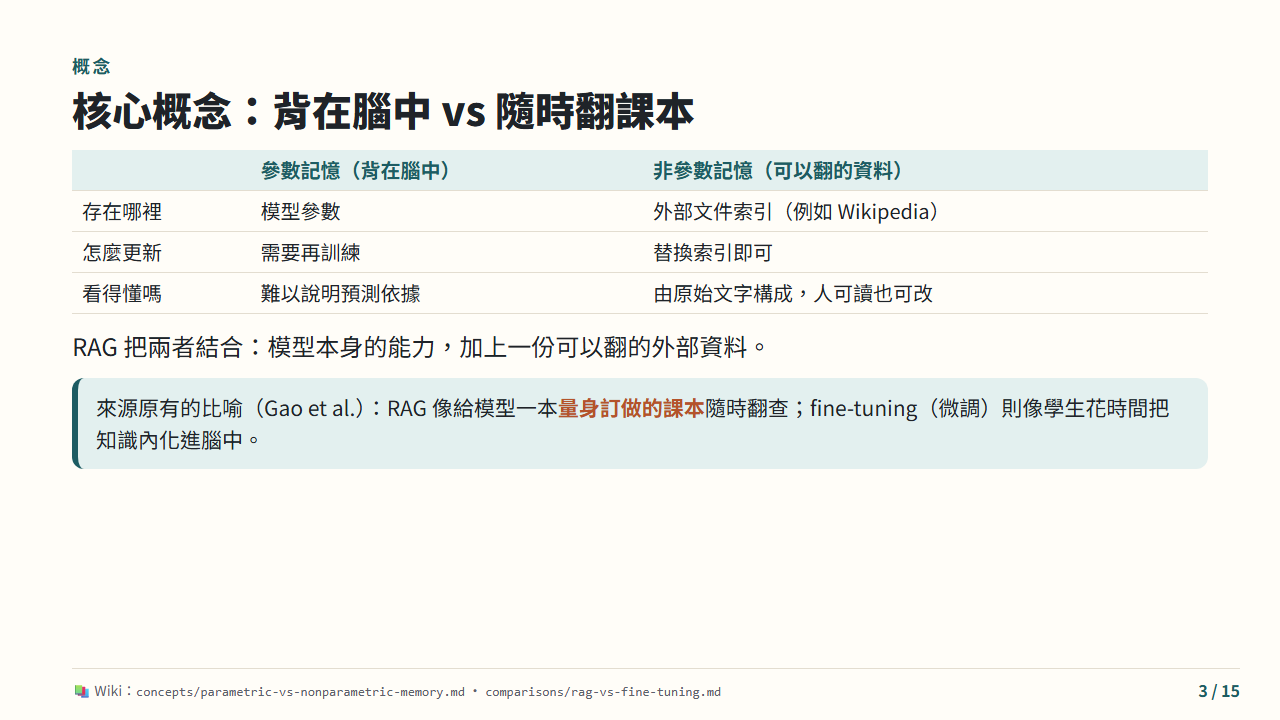 概念
核心概念：背在腦中 vs 隨時翻課本
參數記憶（背在腦中） 非參數記憶（可以翻的資料）
存在哪裡 模型參數 外部文件索引（例如 Wikipedia）
怎麼更新 需要再訓練 替換索引即可
看得懂嗎 難以說明預測依據 由原始文字構成，人可讀也可改
RAG 把兩者結合：模型本身的能力，加上一份可以翻的外部資料。
來源原有的比喻（Gao et al.）：RAG 像給模型一本量身訂做的課本隨時翻查；fine-tuning（微調）則像學生花時間把
知識內化進腦中。
Wiki：concepts/parametric-vs-nonparametric-memory.md • comparisons/rag-vs-fine-tuning.md
3 / 15